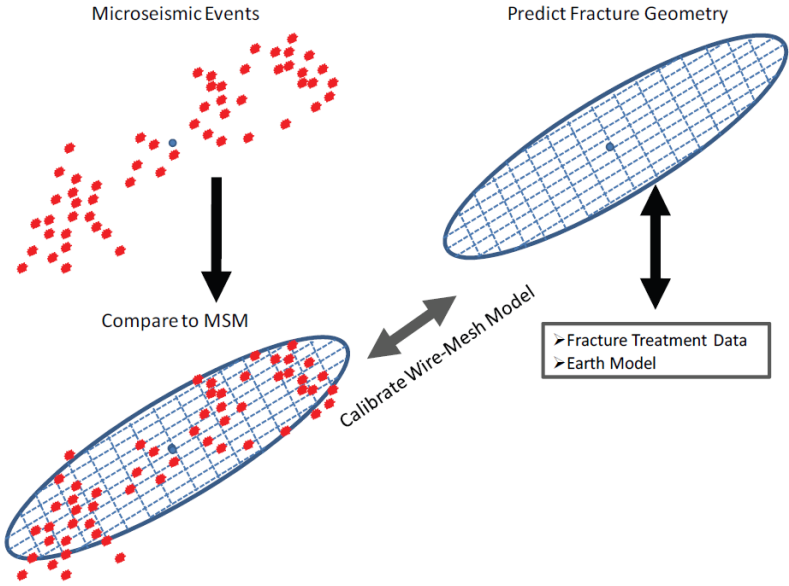 Microseismic Events
Predict Fracture Geometry
Compare to MSM
Calibrate Wire-Mesh Model
➢Fracture Treatment Data
➢Earth Model